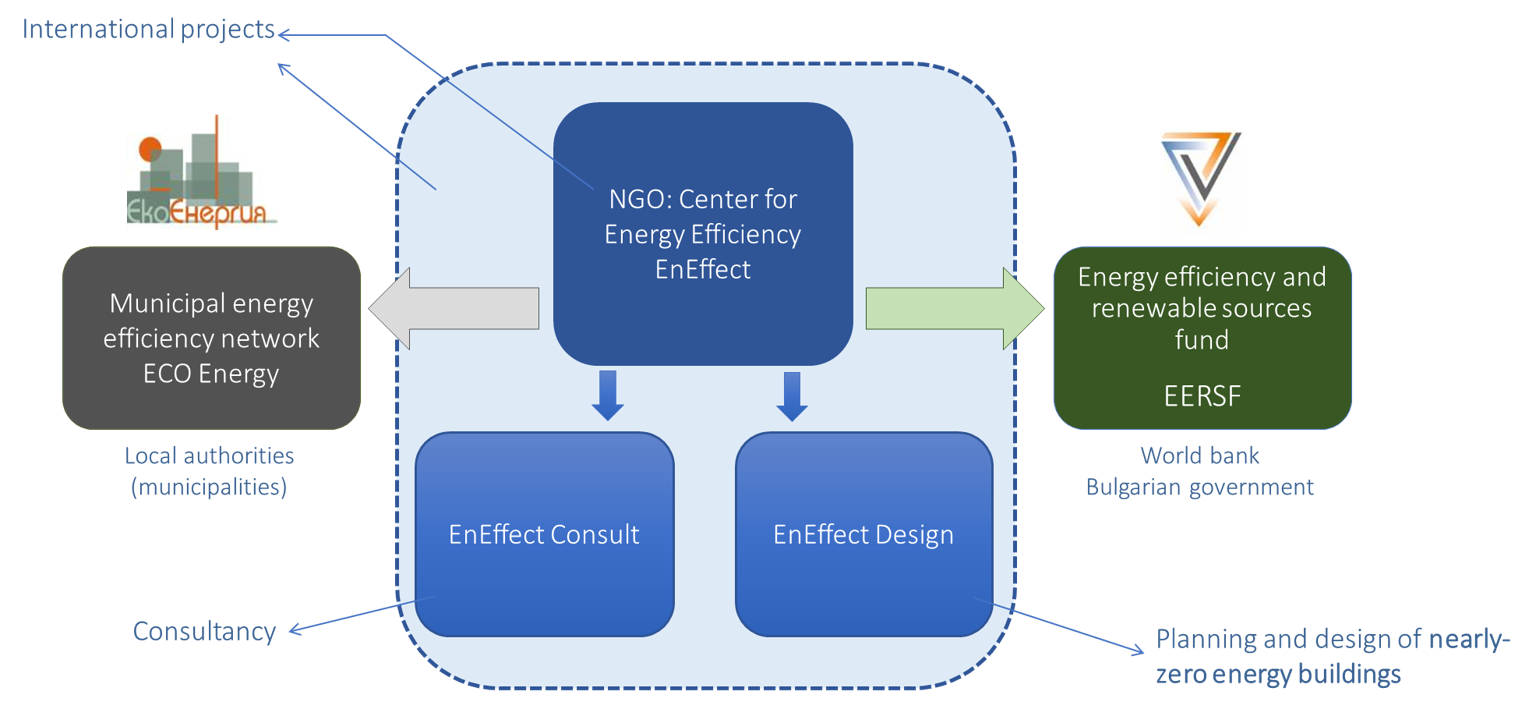 International projects
ЕкоЕнергия
NGO: Center for
Energy Efficiency
EnEffect
Municipal energy
efficiency network
ECO Energy
Energy efficiency and
renewable sources
fund
EERSF
Local authorities
(municipalities)
World bank
Bulgarian government
EnEffect Consult
EnEffect Design
Consultancy
Planning and design of nearly-
zero energy buildings